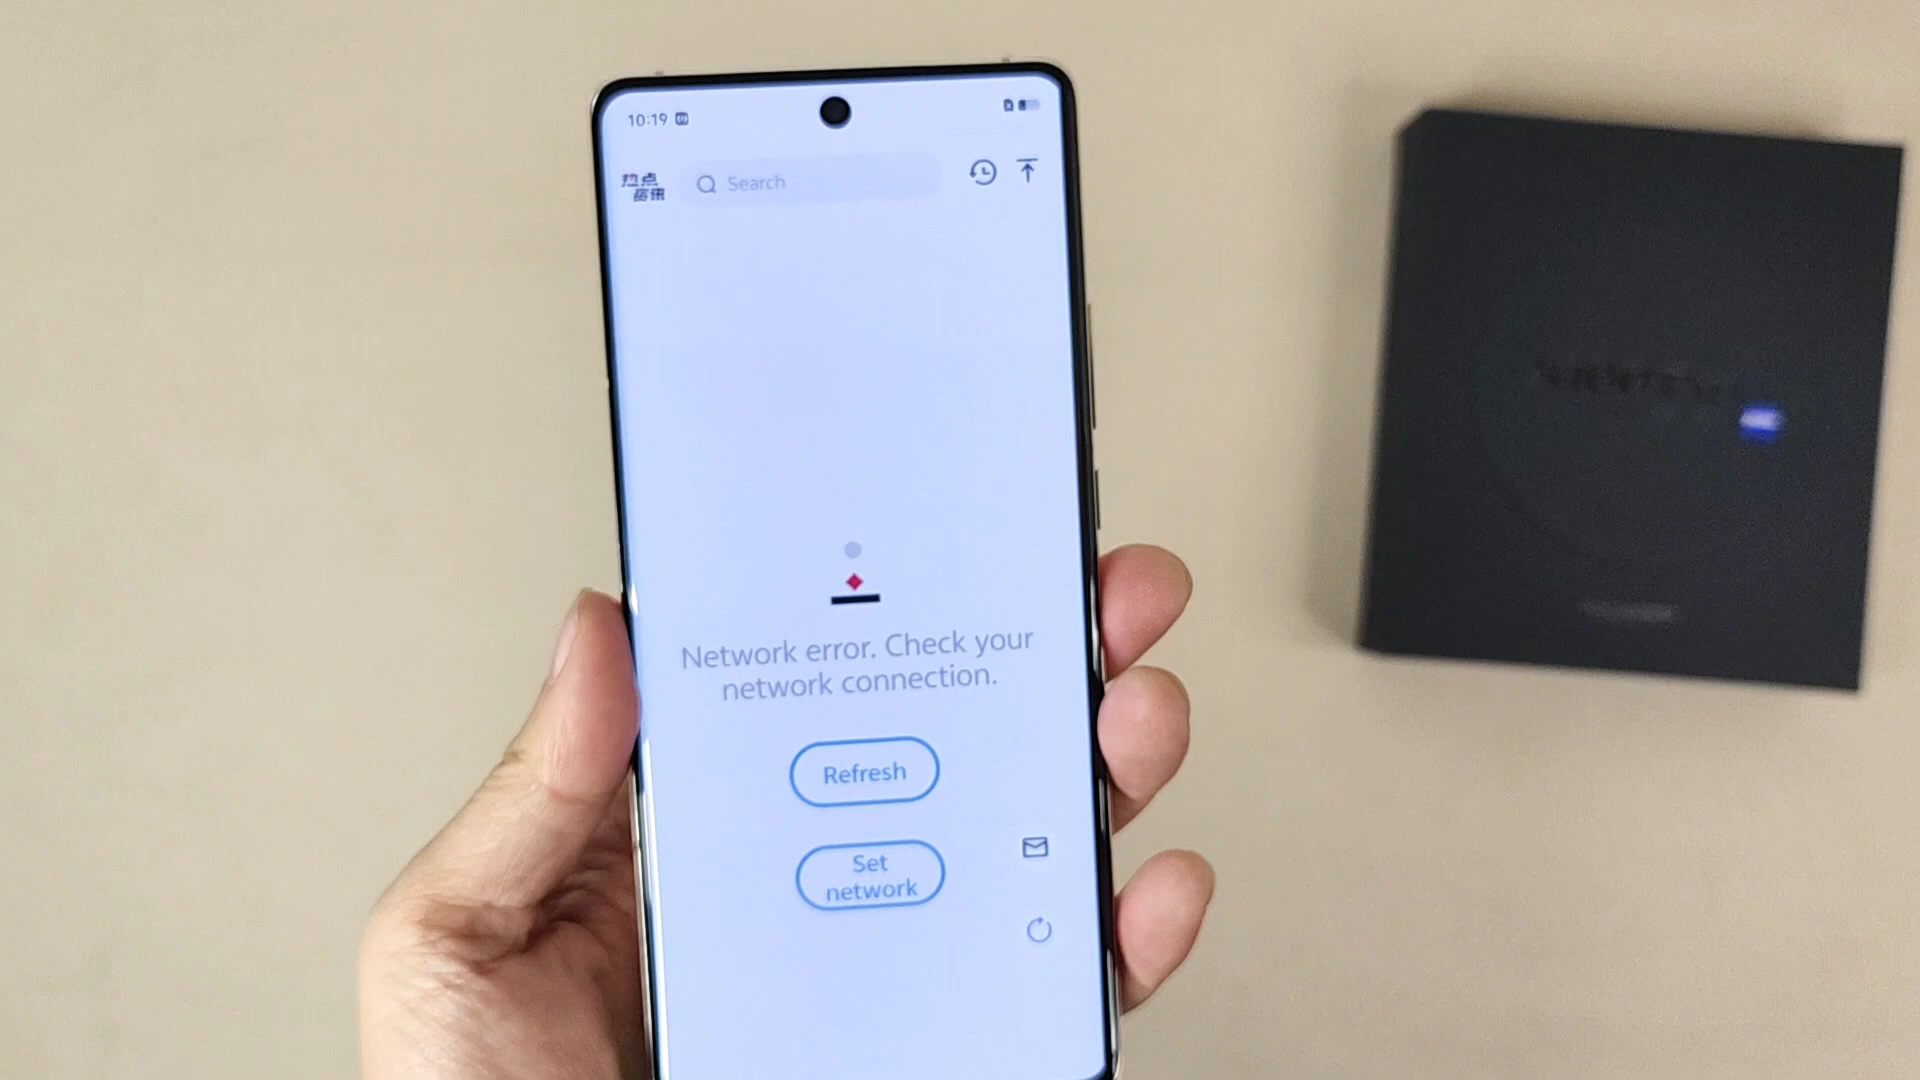 10:19
热点
资讯
Search
Network error. Check your
network connection.
Refresh
Set
network